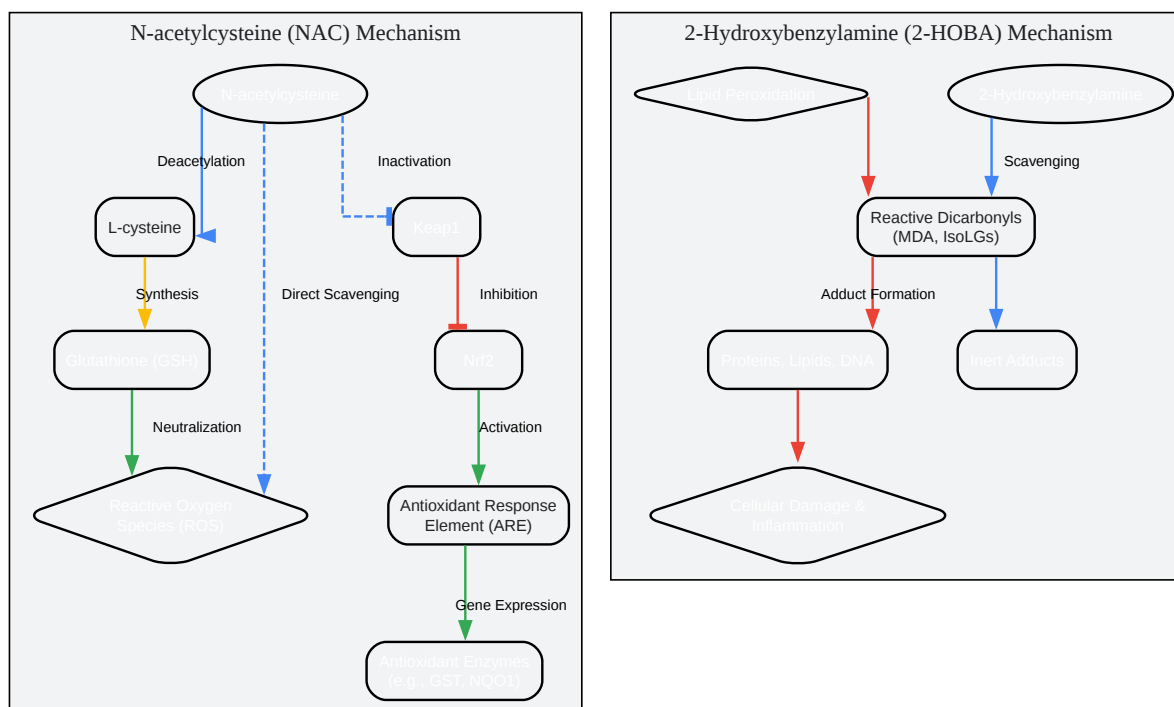 N-acetylcysteine (NAC) Mechanism
N-acetylcysteine
Deacetylation
Inactivation
L-cysteine
Keap1
Synthesis
Direct Scavenging
Inhibition
Glutathione (GSH)
Nrf2
Neutralization
Activation
Reactive Oxygen
Species (ROS)
Antioxidant Response
Element (ARE)
Gene Expression
Antioxidant Enzymes
(e.g., GST, NQO1)
2-Hydroxybenzylamine (2-HOBA) Mechanism
Lipid Peroxidation
2-Hydroxybenzylamine
Scavenging
Reactive Dicarbonyls
(MDA, IsoLGs)
Adduct Formation
Proteins, Lipids, DNA
Inert Adducts
Cellular Damage &
Inflammation